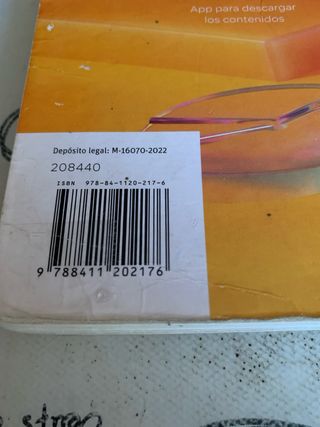 App para descargar
los contenidos
Depósito legal: M-16070-2022
208440
ISBN 978-84-1120-217-6
9 788411 202176